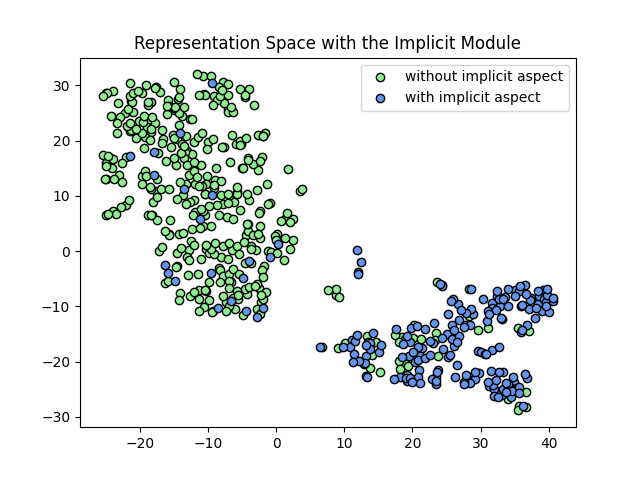 Representation Space with the Implicit Module
without implicit aspect
with implicit aspect
30
20
10
0
−10
−20
−30
−20 −10 0 10 20 30 40